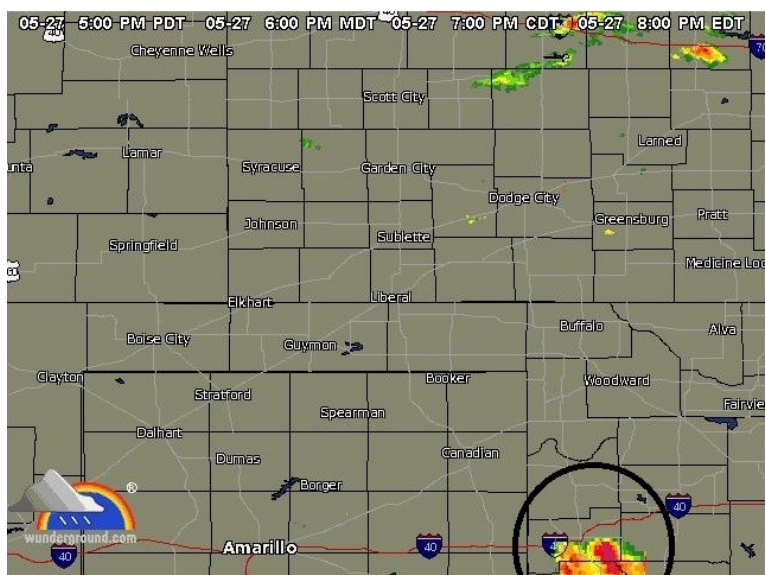 05-27 5:00 PM PDT 05-27 6:00 PM MDT 05-27 7:00 PM CDT 05-27 8:00 PM EDT
Cheyenne Wells
70
Scott City
Larned
Lamar
unta
Syracuse
Garden City
Dodge City
Johnson
Greensburg
Pratt
Sublette
Springfield
Medicine Loc
Elkhart
Liberal
Boise City
Buffalo
Alva
Guymon
Clayton
Booker
Woodward
Stratford
Fairvie
Spearman
Dalhart
Dumas
Canadian
Borger
®
40
wunderground.com
Amarillo
40
40
40